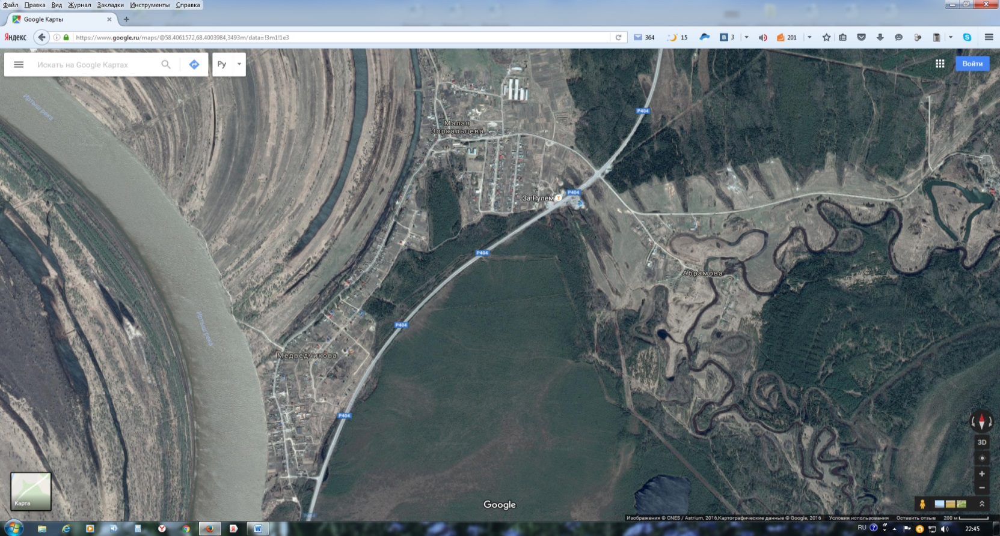 Файл Правка Вид Журнал Закладки Инструменты Справка
Google Карты
Яндекс
https://www.google.ru/maps/@58.4061572,68.4003984,3493m/data=!3m1!1e3
364
15
В 3
201
Искать на Google Картах
Ру
Войти
Иртыш река
Р404
Малая
Зоркальцева
За Рулем
Р404
Р404
Абрамова
Иртыш река
Р404
Медведчикова
Р404
3D
Карта
Google
Изображения © CNES / Astrium, 2016,Картографические данные © Google, 2016 Условия использования Оставить отзыв 200 м
RU
22:45